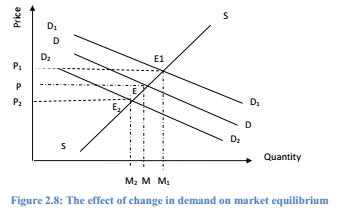 Price
D₁
D
D₂
S
P₁
P
P₂
E1
E
E₂
D₁
D
D₂
S
Quantity
M₂ M M₁
Figure 2.8: The effect of change in demand on market equilibrium